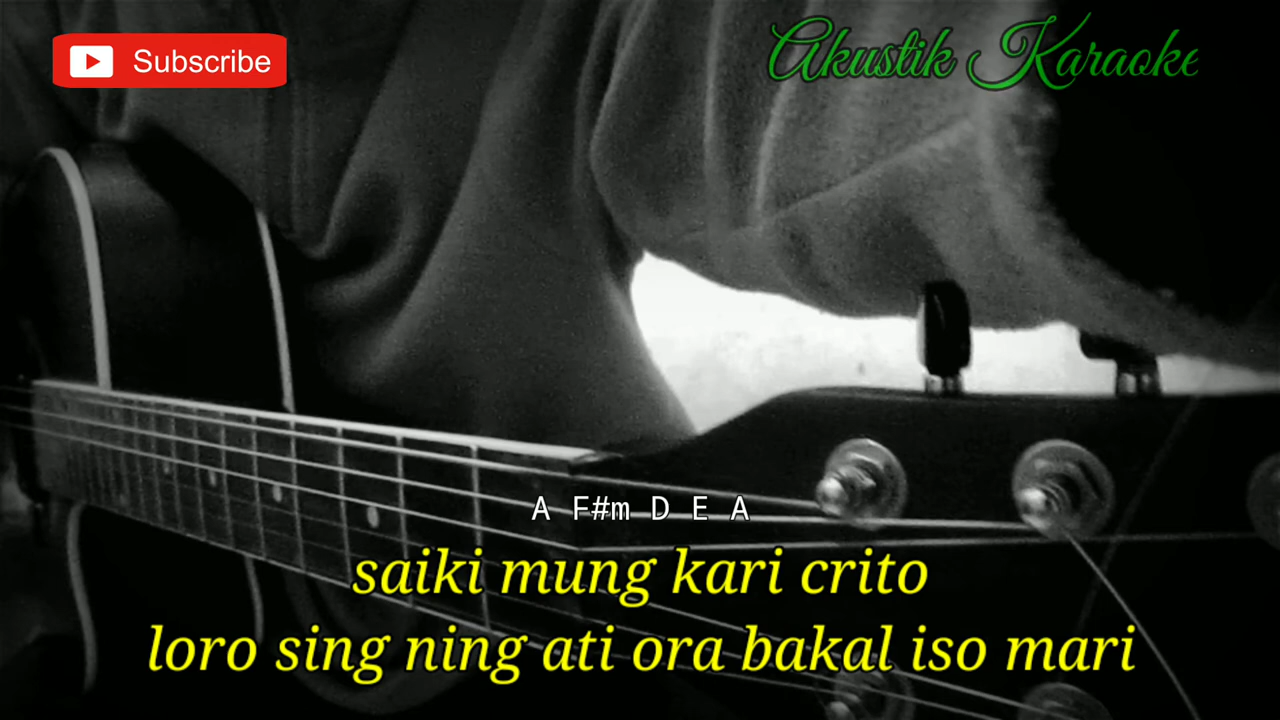 Subscribe
Akustik Karaoke
A F#m D E A
saiki mung kari crito
loro sing ning ati ora bakal iso mari